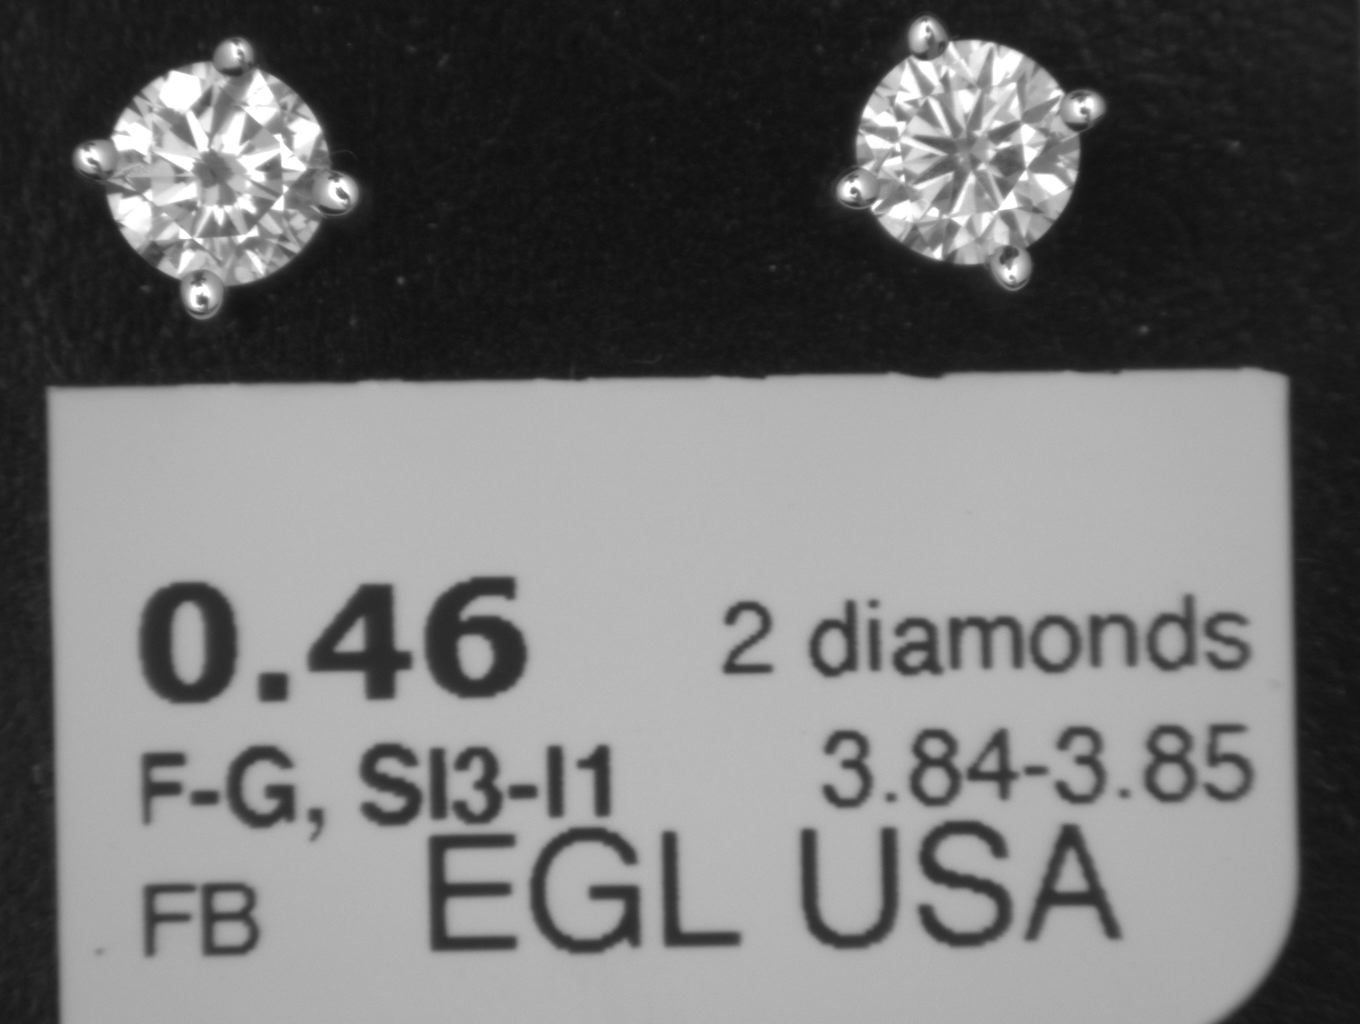 0.46 2 diamonds
F-G, SI3-I1 3.84-3.85
FB EGL USA